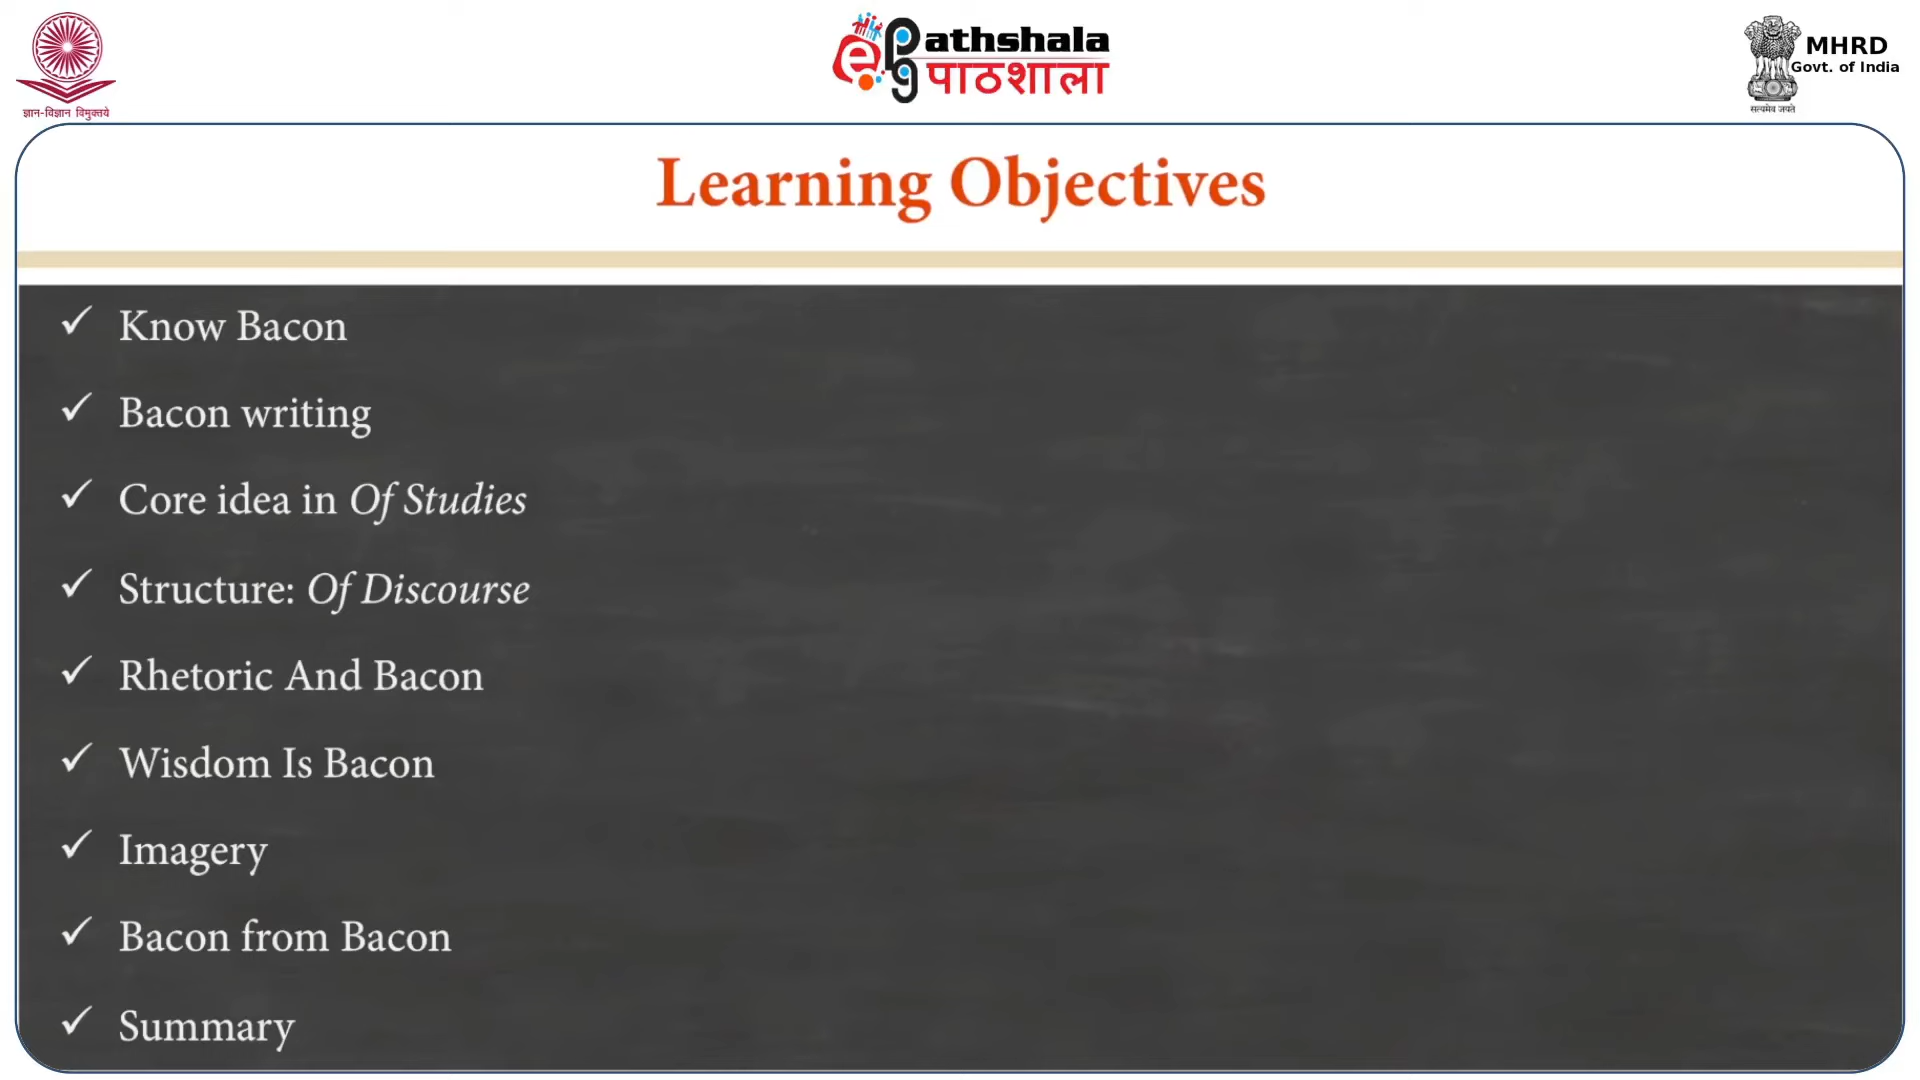 ज्ञान-विज्ञान विमुक्तये
e Pathshala
पाठशाला
MHRD
Govt. of India
सत्यमेव जयते
Learning Objectives
✓ Know Bacon
✓ Bacon writing
✓ Core idea in Of Studies
✓ Structure: Of Discourse
✓ Rhetoric And Bacon
✓ Wisdom Is Bacon
✓ Imagery
✓ Bacon from Bacon
✓ Summary